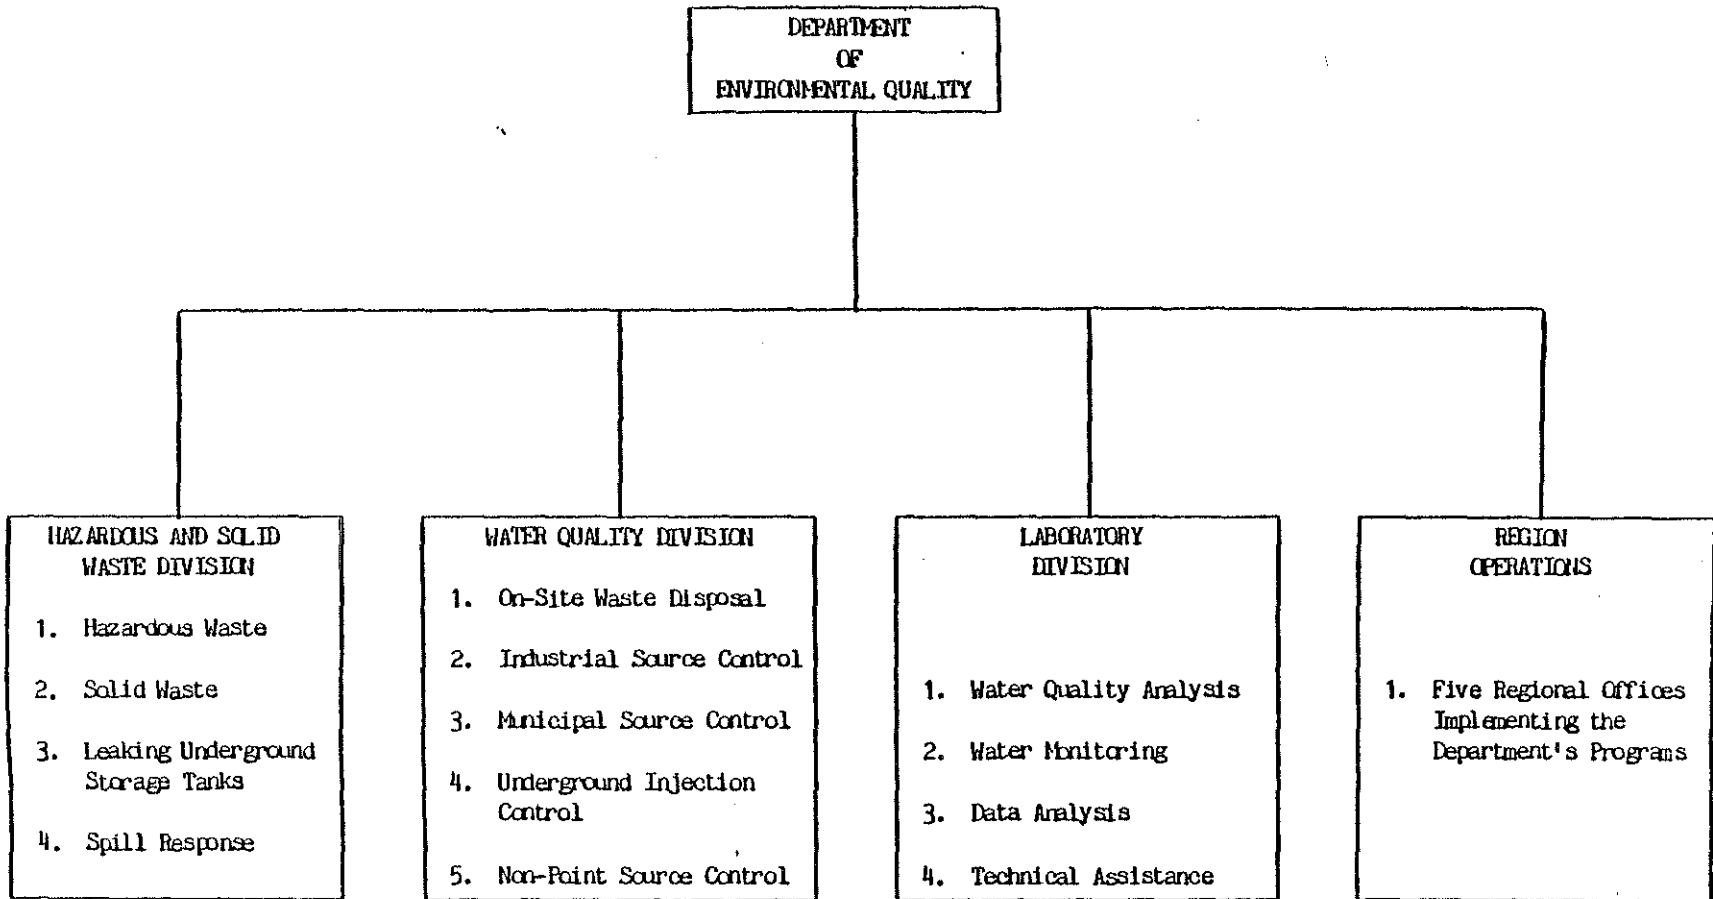 DEPARTMENT
OF
ENVIRONMENTAL QUALITY
HAZARDOUS AND SOLID
WASTE DIVISION
1. Hazardous Waste
2. Solid Waste
3. Leaking Underground
Storage Tanks
4. Spill Response
WATER QUALITY DIVISION
1. On-Site Waste Disposal
2. Industrial Source Control
3. Municipal Source Control
4. Underground Injection
Control
5. Non-Point Source Control
LABORATORY
DIVISION
1. Water Quality Analysis
2. Water Monitoring
3. Data Analysis
4. Technical Assistance
REGION
OPERATIONS
1. Five Regional Offices
Implementing the
Department's Programs